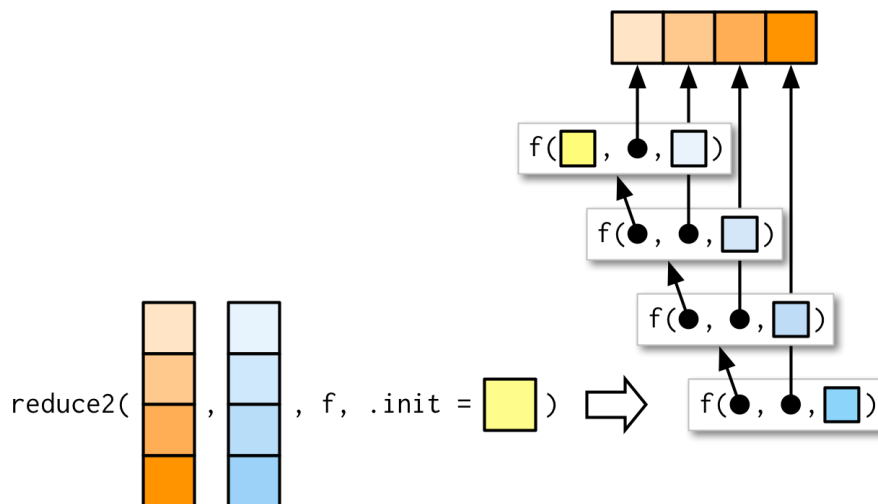 f( , , )
f( , , )
f( , , )
reduce2( , , f, .init = )
f( , , )